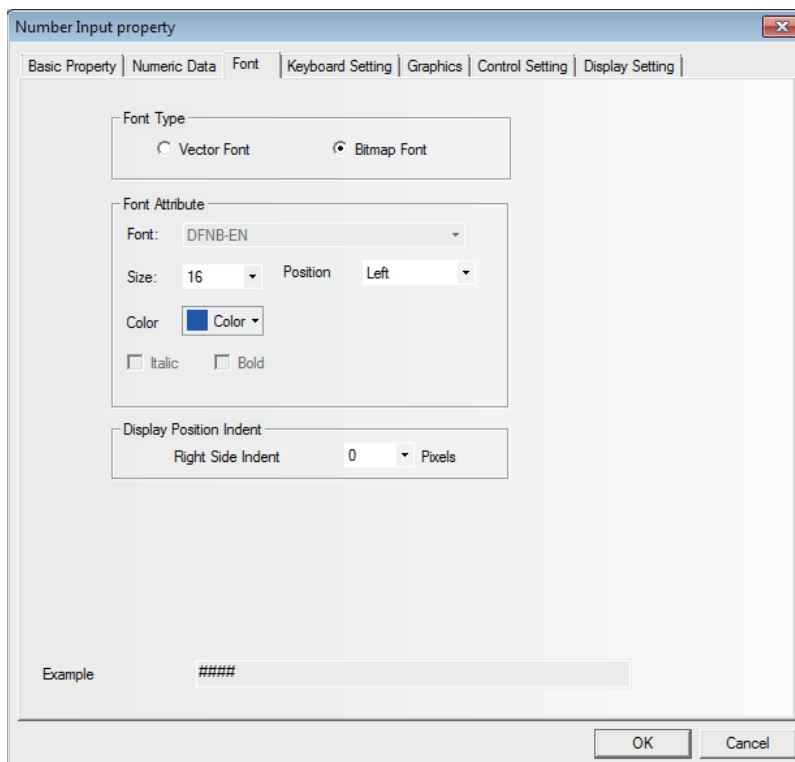 Number Input property
Basic Property Numeric Data Font Keyboard Setting Graphics Control Setting Display Setting
Font Type
Vector Font Bitmap Font
Font Attribute
Font: DFNB-EN
Size: 16 Position Left
Color Color
Italic Bold
Display Position Indent
Right Side Indent 0 Pixels
Example ####
OK Cancel